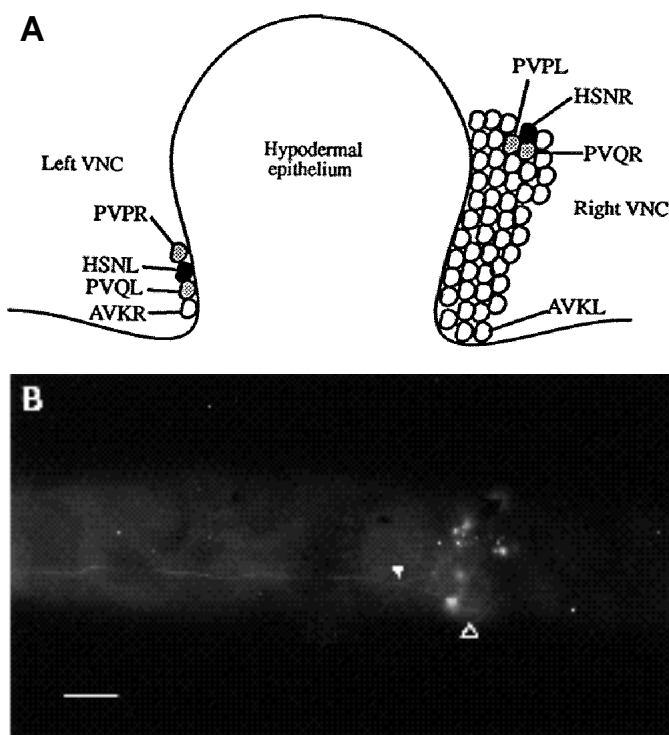 A
PVPL
HSNR
Left VNC
Hypodermal
epithelium
PVQR
PVPR
Right VNC
HSNL
PVQL
AVKR
AVKL
B